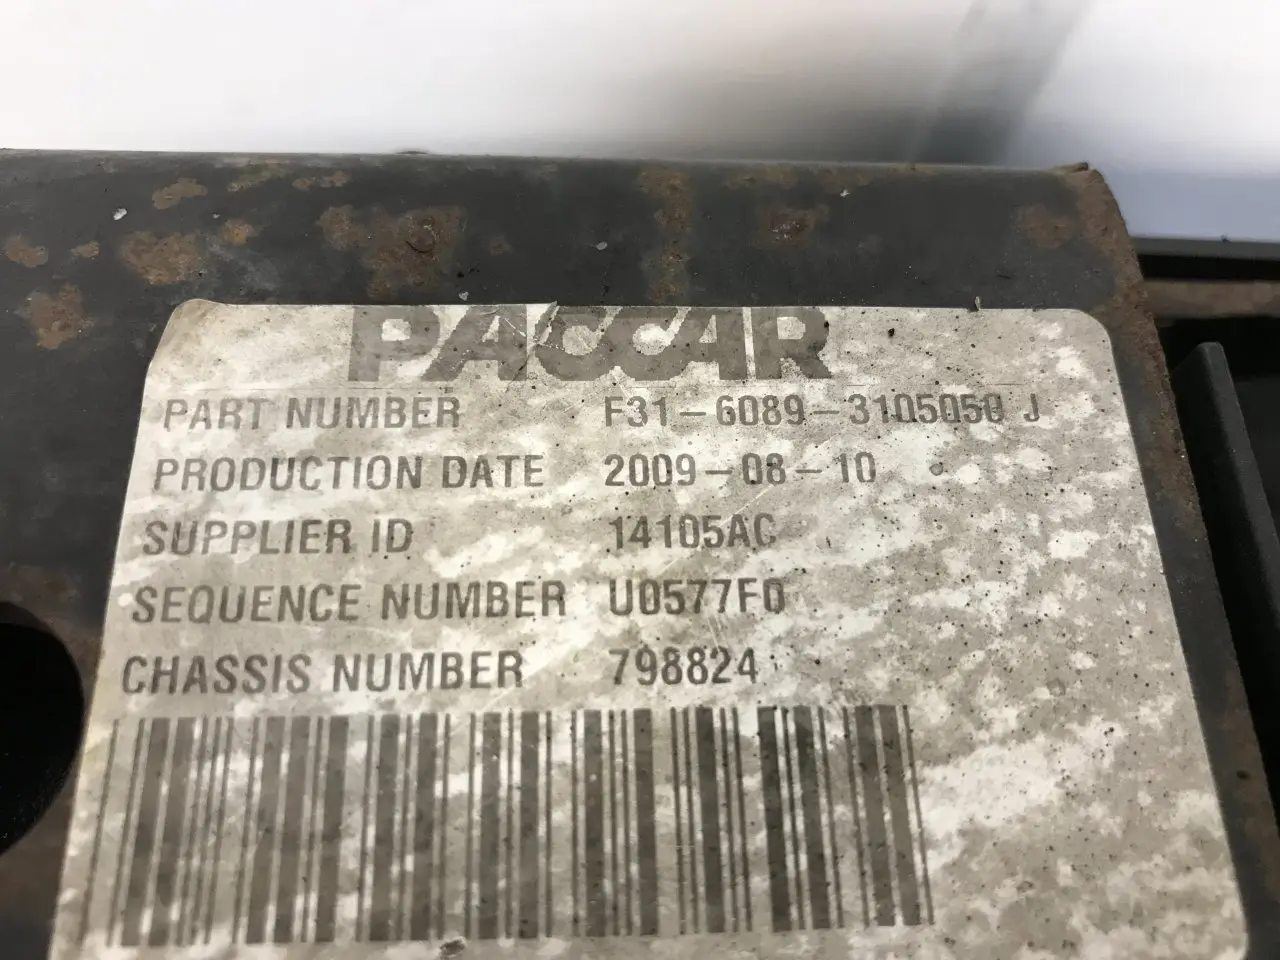 PACCAR
PART NUMBER F31-6089-3105050 J
PRODUCTION DATE 2009-08-10
SUPPLIER ID 14105AC
SEQUENCE NUMBER U0577F0
CHASSIS NUMBER 798824